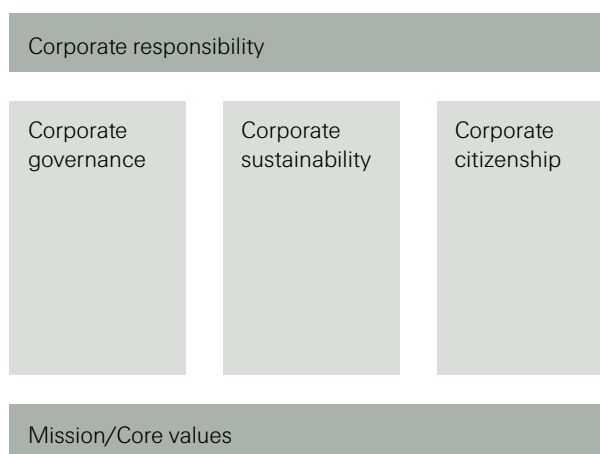 Corporate responsibility
Corporate
governance
Corporate
sustainability
Corporate
citizenship
Mission/Core values